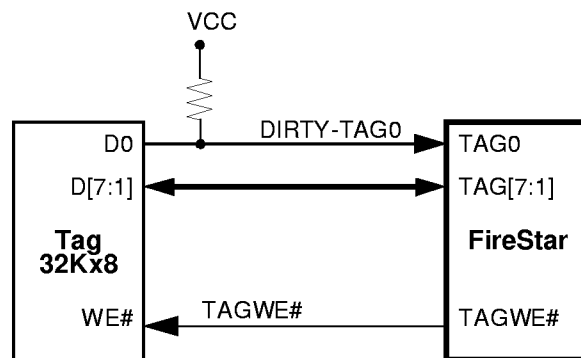 VCC
DIRTY-TAG0
D0
TAG0
D[7:1]
TAG[7:1]
Tag
32Kx8
FireStar
WE#
TAGWE#
TAGWE#